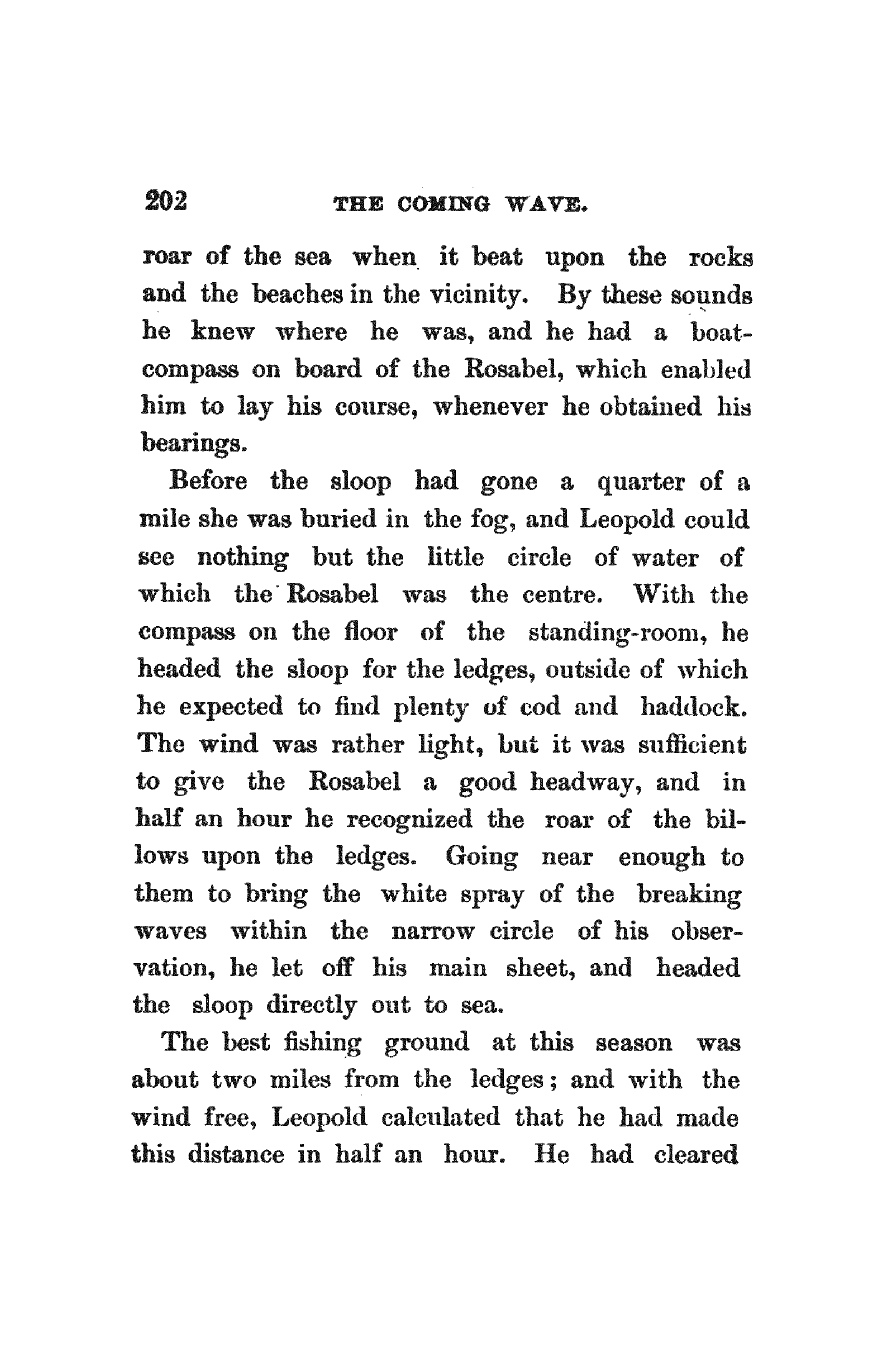 202 THE COMING WAVE.
roar of the sea when it beat upon the rocks
and the beaches in the vicinity. By these sounds
he knew where he was, and he had a boat-
compass on board of the Rosabel, which enabled
him to lay his course, whenever he obtained his
bearings.
Before the sloop had gone a quarter of a
mile she was buried in the fog, and Leopold could
see nothing but the little circle of water of
which the Rosabel was the centre. With the
compass on the floor of the standing-room, he
headed the sloop for the ledges, outside of which
he expected to find plenty of cod and haddock.
The wind was rather light, but it was sufficient
to give the Rosabel a good headway, and in
half an hour he recognized the roar of the bil-
lows upon the ledges. Going near enough to
them to bring the white spray of the breaking
waves within the narrow circle of his obser-
vation, he let off his main sheet, and headed
the sloop directly out to sea.
The best fishing ground at this season was
about two miles from the ledges; and with the
wind free, Leopold calculated that he had made
this distance in half an hour. He had cleared